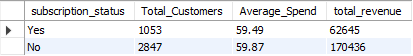 subscription_status Total_Customers Average_Spend total_revenue
Yes 1053 59.49 62645
No 2847 59.87 170436